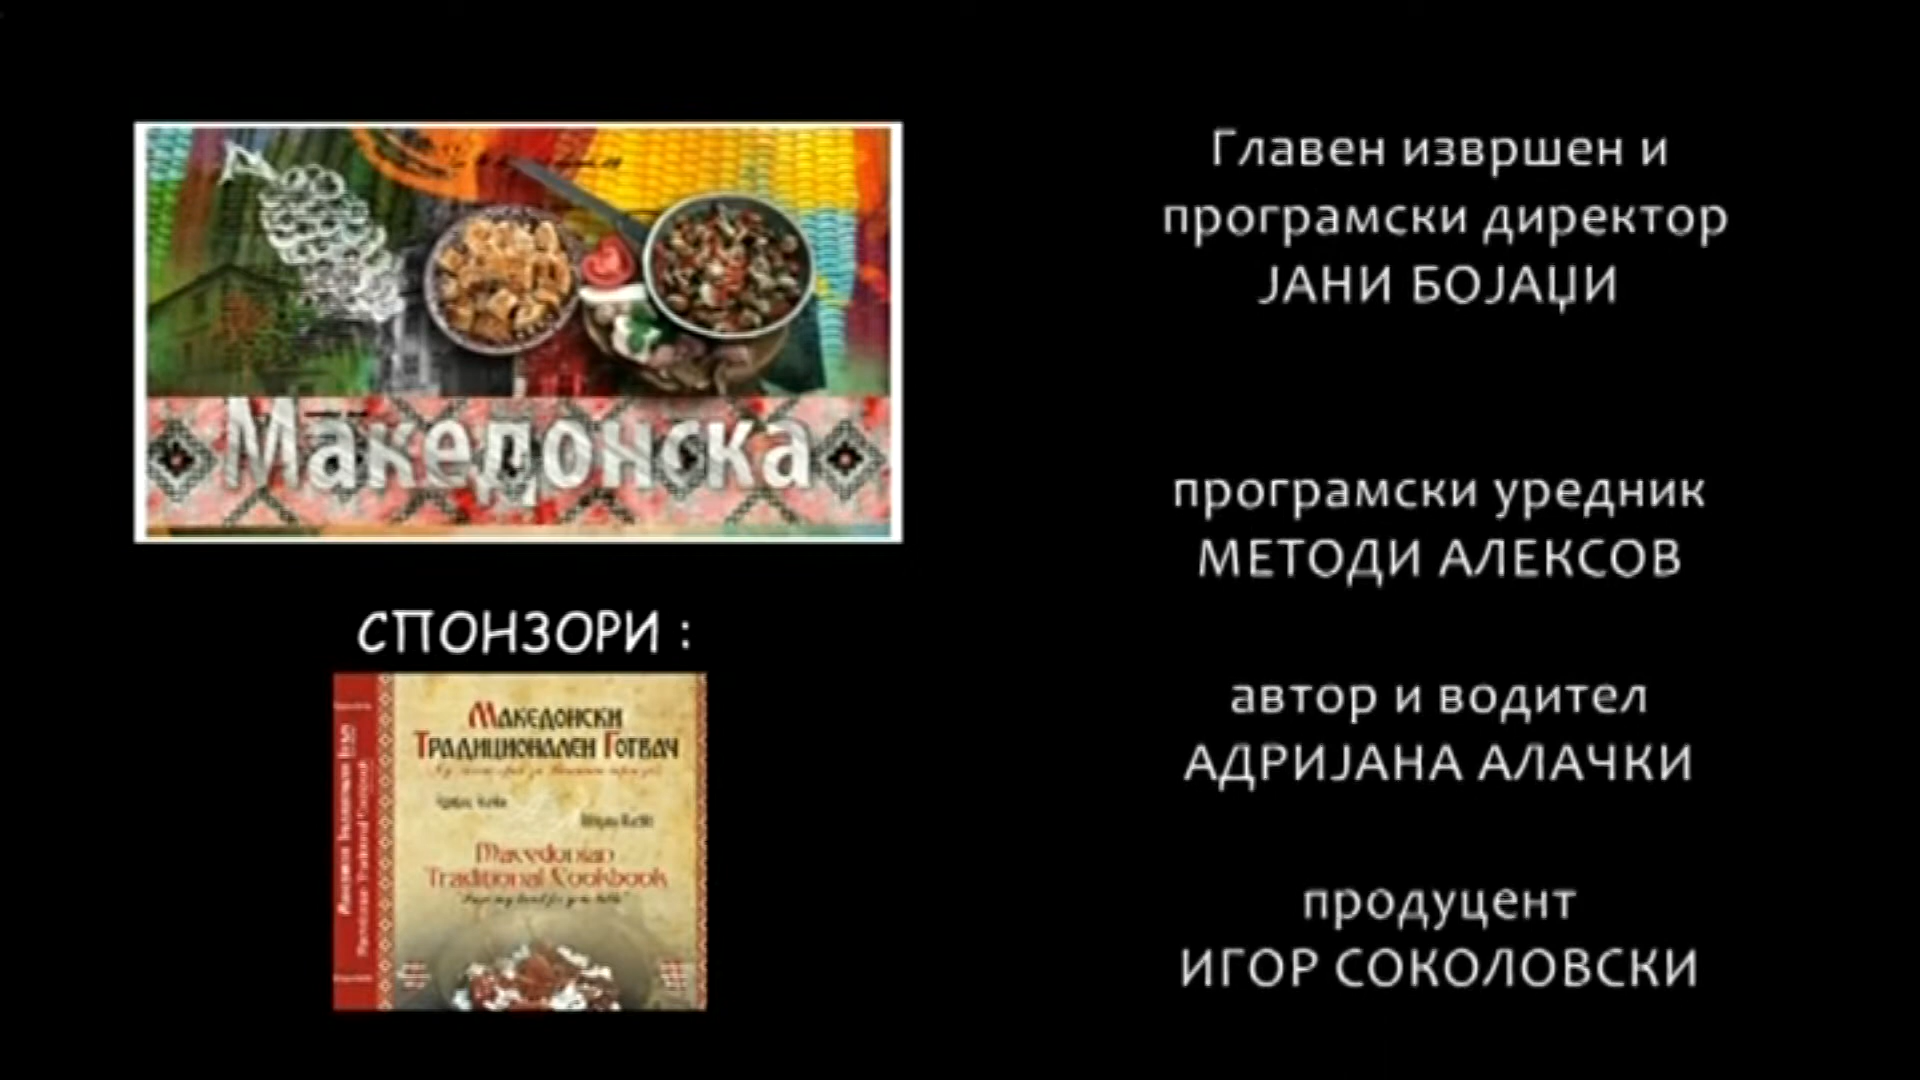 Македонска
СПОНЗОРИ :
Македонски
Традиционален Готвач
Macedonian
Traditional Cookbook
Главен извршен и
програмски директор
ЈАНИ БОЈАЏИ
програмски уредник
МЕТОДИ АЛЕКСОВ
автор и водител
АДРИЈАНА АЛАЧКИ
продуцент
ИГОР СОКОЛОВСКИ